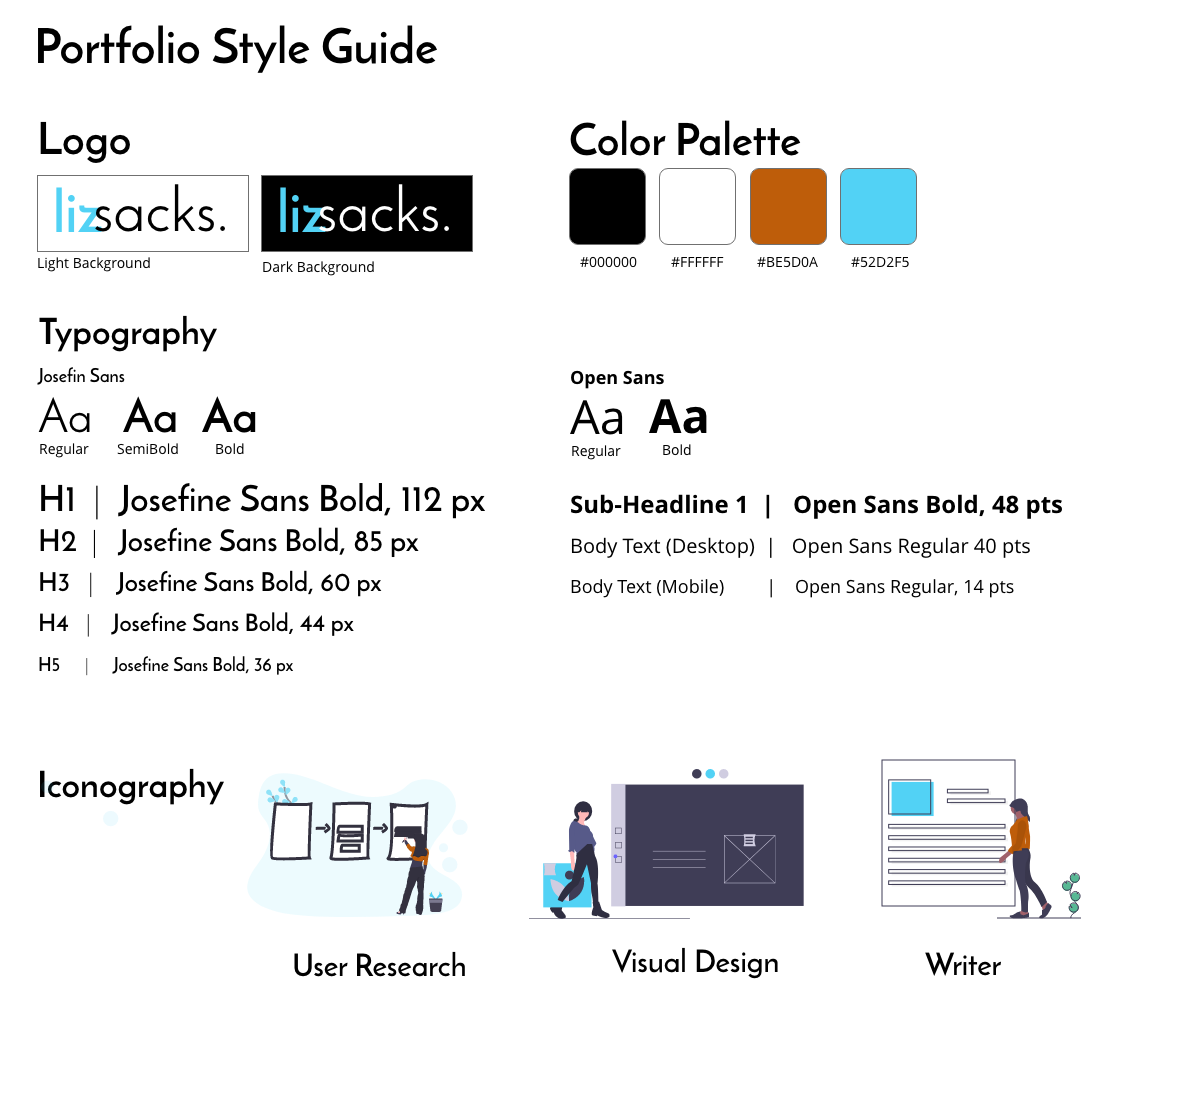 Portfolio Style Guide
Logo
lizsacks.
lizsacks.
Light Background
Dark Background
Color Palette
#000000
#FFFFFF
#BE5D0A
#52D2F5
Typography
Josefin Sans
Aa Aa Aa
Regular SemiBold Bold
H1 | Josefine Sans Bold, 112 px
H2 | Josefine Sans Bold, 85 px
H3 | Josefine Sans Bold, 60 px
H4 | Josefine Sans Bold, 44 px
H5 | Josefine Sans Bold, 36 px
Open Sans
Aa Aa
Regular Bold
Sub-Headline 1 | Open Sans Bold, 48 pts
Body Text (Desktop) | Open Sans Regular 40 pts
Body Text (Mobile) | Open Sans Regular, 14 pts
Iconography
User Research
Visual Design
Writer